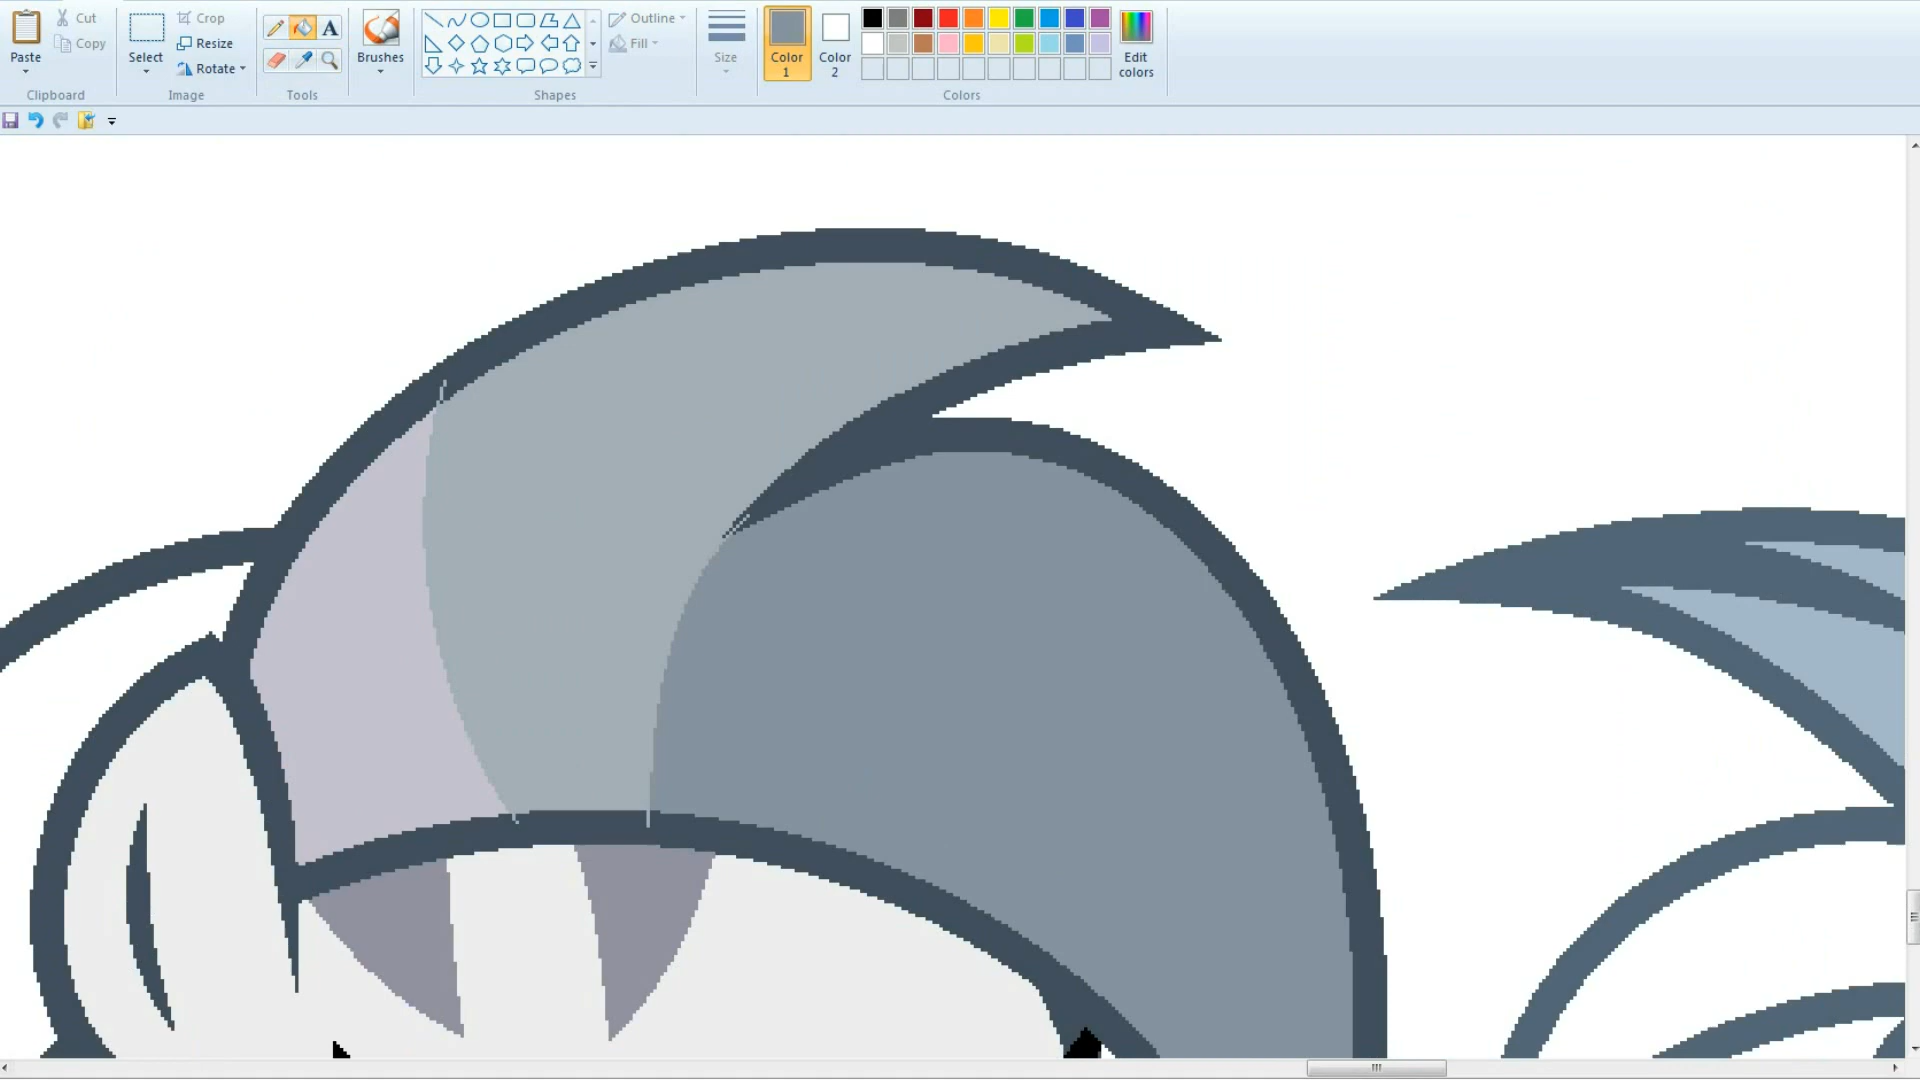 Paste
Cut
Copy
Clipboard
Select
Crop
Resize
Rotate
Image
A
Tools
Brushes
Shapes
Outline
Fill
Size
Color
1
Color
2
Colors
Edit
colors